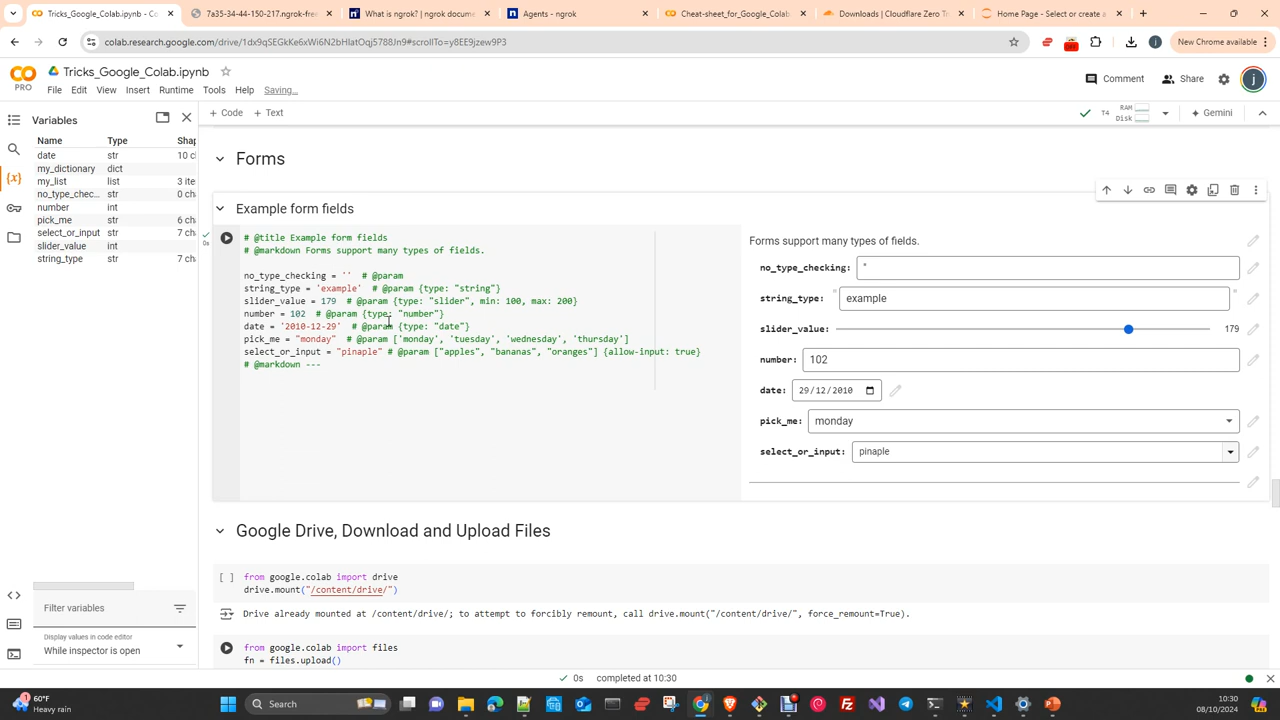 Tricks_Google_Colab.ipynb - Co
7a35-34-44-150-217.ngrok-free
What is ngrok? | ngrok docume
Agents - ngrok
Cheat-sheet_for_Google_Colab
Downloads | Cloudflare Zero T
Home Page - Select or create a
colab.research.google.com/drive/1dx9qSEGkKe6xWi6N2bHlatOqj5788Jn9#scrollTo=y8EE9jzew9P3
New Chrome available
PRO
Tricks_Google_Colab.ipynb
Comment
Share
File Edit View Insert Runtime Tools Help Saving...
+ Code + Text
T4 RAM Disk
Gemini
Variables
Name Type Shap
date str 10 c
my_dictionary dict
my_list list 3 ite
no_type_chec... str 0 cha
number int
pick_me str 6 cha
select_or_input str 7 cha
slider_value int
string_type str 7 cha
Filter variables
Display values in code editor
While inspector is open
Forms
Example form fields
0s
# @title Example form fields
# @markdown Forms support many types of fields.
no_type_checking = ''  # @param
string_type = 'example'  # @param {type: "string"}
slider_value = 179  # @param {type: "slider", min: 100, max: 200}
number = 102  # @param {type: "number"}
date = '2010-12-29'  # @param {type: "date"}
pick_me = "monday"  # @param ['monday', 'tuesday', 'wednesday', 'thursday']
select_or_input = "pinaple" # @param ["apples", "bananas", "oranges"] {allow-input: true}
# @markdown ---
Forms support many types of fields.
no_type_checking: "
string_type: " example "
slider_value: 179
number: 102
date: 29/12/2010
pick_me: monday
select_or_input: pinaple
Google Drive, Download and Upload Files
[ ] from google.colab import drive
drive.mount("/content/drive/")
Drive already mounted at /content/drive/; to attempt to forcibly remount, call drive.mount("/content/drive/", force_remount=True).
from google.colab import files
fn = files.upload()
0s completed at 10:30
60°F
Heavy rain
Search
10:30
08/10/2024